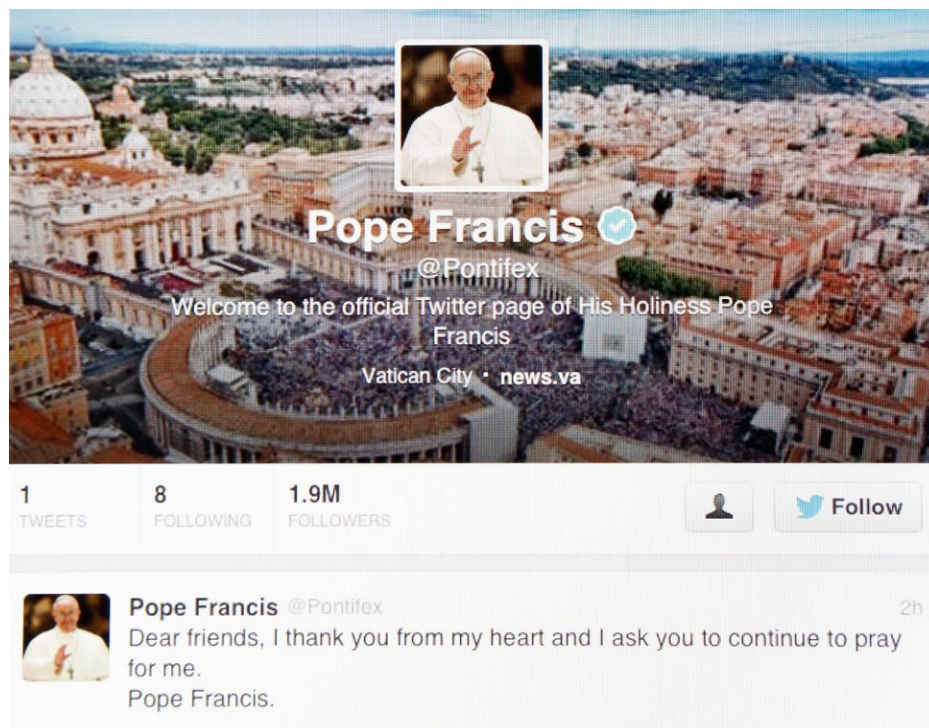 Pope Francis
@Pontifex
Welcome to the official Twitter page of His Holiness Pope
Francis
Vatican City · news.va
1
TWEETS
8
FOLLOWING
1.9M
FOLLOWERS
Follow
Pope Francis @Pontifex 2h
Dear friends, I thank you from my heart and I ask you to continue to pray
for me.
Pope Francis.